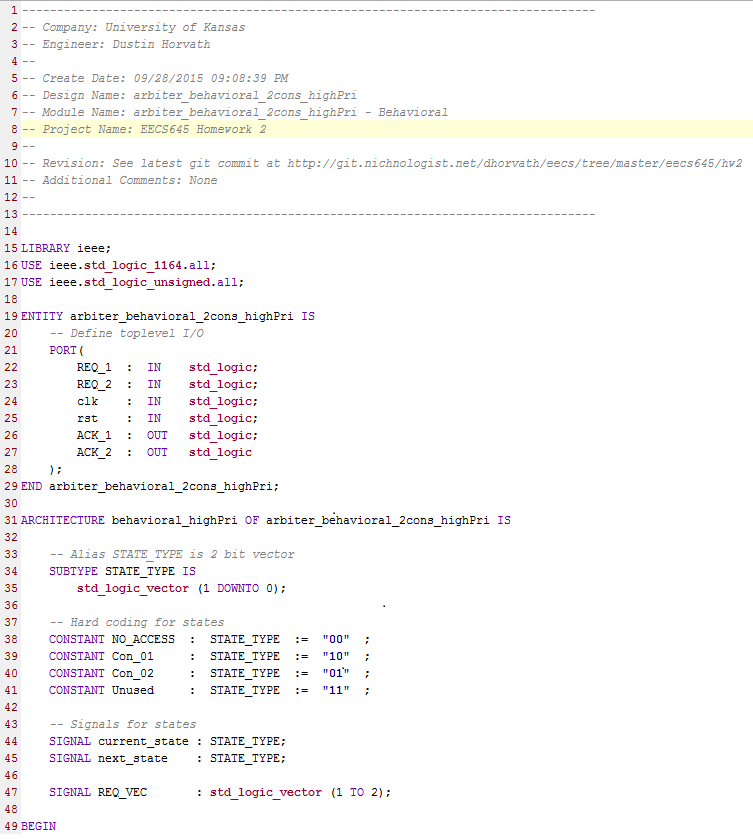 1 ----------------------------------------------------------------------------------
2 -- Company: University of Kansas
3 -- Engineer: Dustin Horvath
4 --
5 -- Create Date: 09/28/2015 09:08:39 PM
6 -- Design Name: arbiter_behavioral_2cons_highPri
7 -- Module Name: arbiter_behavioral_2cons_highPri - Behavioral
8 -- Project Name: EECS645 Homework 2
9 --
10 -- Revision: See latest git commit at http://git.nichnologist.net/dhorvath/eecs/tree/master/eecs645/hw2
11 -- Additional Comments: None
12 --
13 ----------------------------------------------------------------------------------
14
15 LIBRARY ieee;
16 USE ieee.std_logic_1164.all;
17 USE ieee.std_logic_unsigned.all;
18
19 ENTITY arbiter_behavioral_2cons_highPri IS
20     -- Define toplevel I/O
21     PORT(
22         REQ_1  :  IN    std_logic;
23         REQ_2  :  IN    std_logic;
24         clk    :  IN    std_logic;
25         rst    :  IN    std_logic;
26         ACK_1  :  OUT   std_logic;
27         ACK_2  :  OUT   std_logic
28     );
29 END arbiter_behavioral_2cons_highPri;
30
31 ARCHITECTURE behavioral_highPri OF arbiter_behavioral_2cons_highPri IS
32
33     -- Alias STATE_TYPE is 2 bit vector
34     SUBTYPE STATE_TYPE IS
35         std_logic_vector (1 DOWNTO 0);
36
37     -- Hard coding for states
38     CONSTANT NO_ACCESS  :  STATE_TYPE  :=  "00"  ;
39     CONSTANT Con_01     :  STATE_TYPE  :=  "10"  ;
40     CONSTANT Con_02     :  STATE_TYPE  :=  "01"  ;
41     CONSTANT Unused     :  STATE_TYPE  :=  "11"  ;
42
43     -- Signals for states
44     SIGNAL current_state : STATE_TYPE;
45     SIGNAL next_state    : STATE_TYPE;
46
47     SIGNAL REQ_VEC       : std_logic_vector (1 TO 2);
48
49 BEGIN